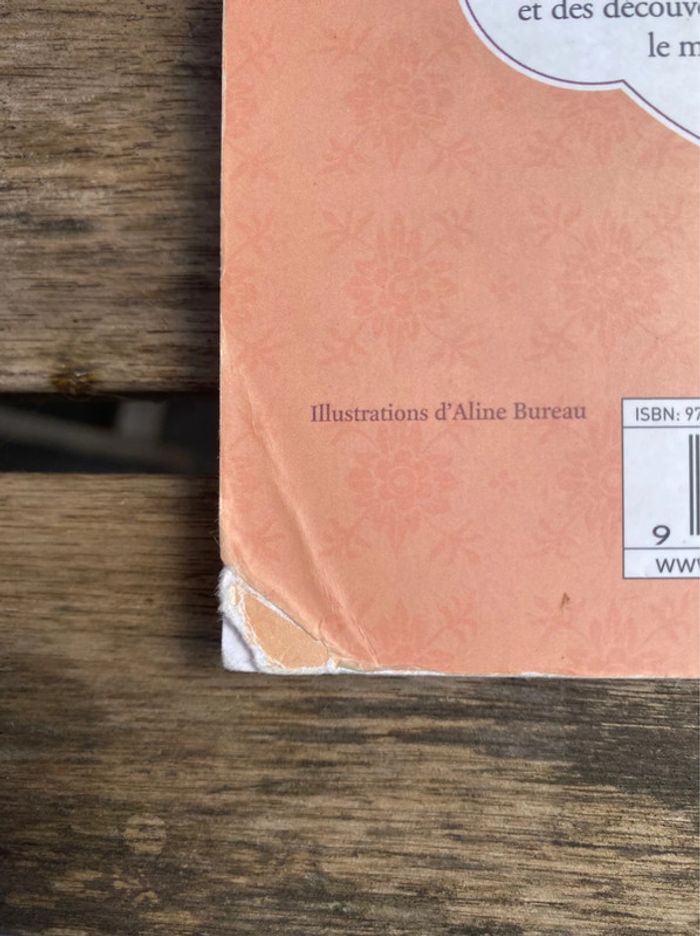 et des découv
le m
Illustrations d'Aline Bureau
ISBN: 97
9
www